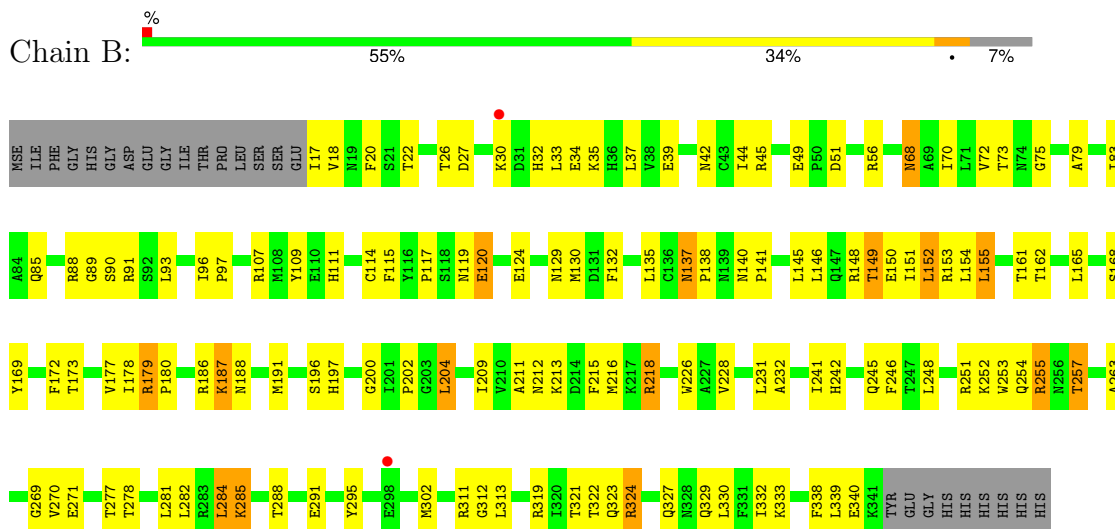 %
Chain B:
55% 34% • 7%
MSE ILE PHE GLY HIS GLY ASP GLU GLY ILE THR PRO LEU SER SER GLU I17 V18 N19 F20 S21 T22 T26 D27 K30 D31 H32 L33 E34 K35 H36 L37 V38 E39 N42 C43 I44 R45 E49 P50 D51 R56 N68 A69 I70 L71 V72 T73 N74 G75 A79 I83
A84 Q85 R88 G89 S90 R91 S92 L93 I96 P97 R107 M108 Y109 E110 H111 C114 F115 Y116 P117 S118 N119 E120 E124 N129 M130 D131 F132 L135 C136 N137 P138 N139 N140 P141 L145 L146 Q147 R148 T149 E150 I151 L152 R153 L154 L155 T161 T162 L165 S168
Y169 F172 T173 V177 I178 R179 P180 R186 K187 N188 M191 S196 H197 G200 I201 P202 G203 L204 I209 V210 A211 N212 K213 D214 F215 M216 K217 R218 W226 A227 V228 L231 A232 I241 H242 Q245 F246 T247 L248 R251 K252 W253 Q254 R255 N256 T257 A263
G269 V270 E271 T277 T278 L281 L282 R283 L284 K285 T288 E291 Y295 E298 M302 R311 G312 L313 R319 I320 T321 T322 Q323 R324 Q327 N328 Q329 L330 F331 I332 K333 F338 L339 E340 K341 TYR GLU GLY HIS HIS HIS HIS HIS HIS